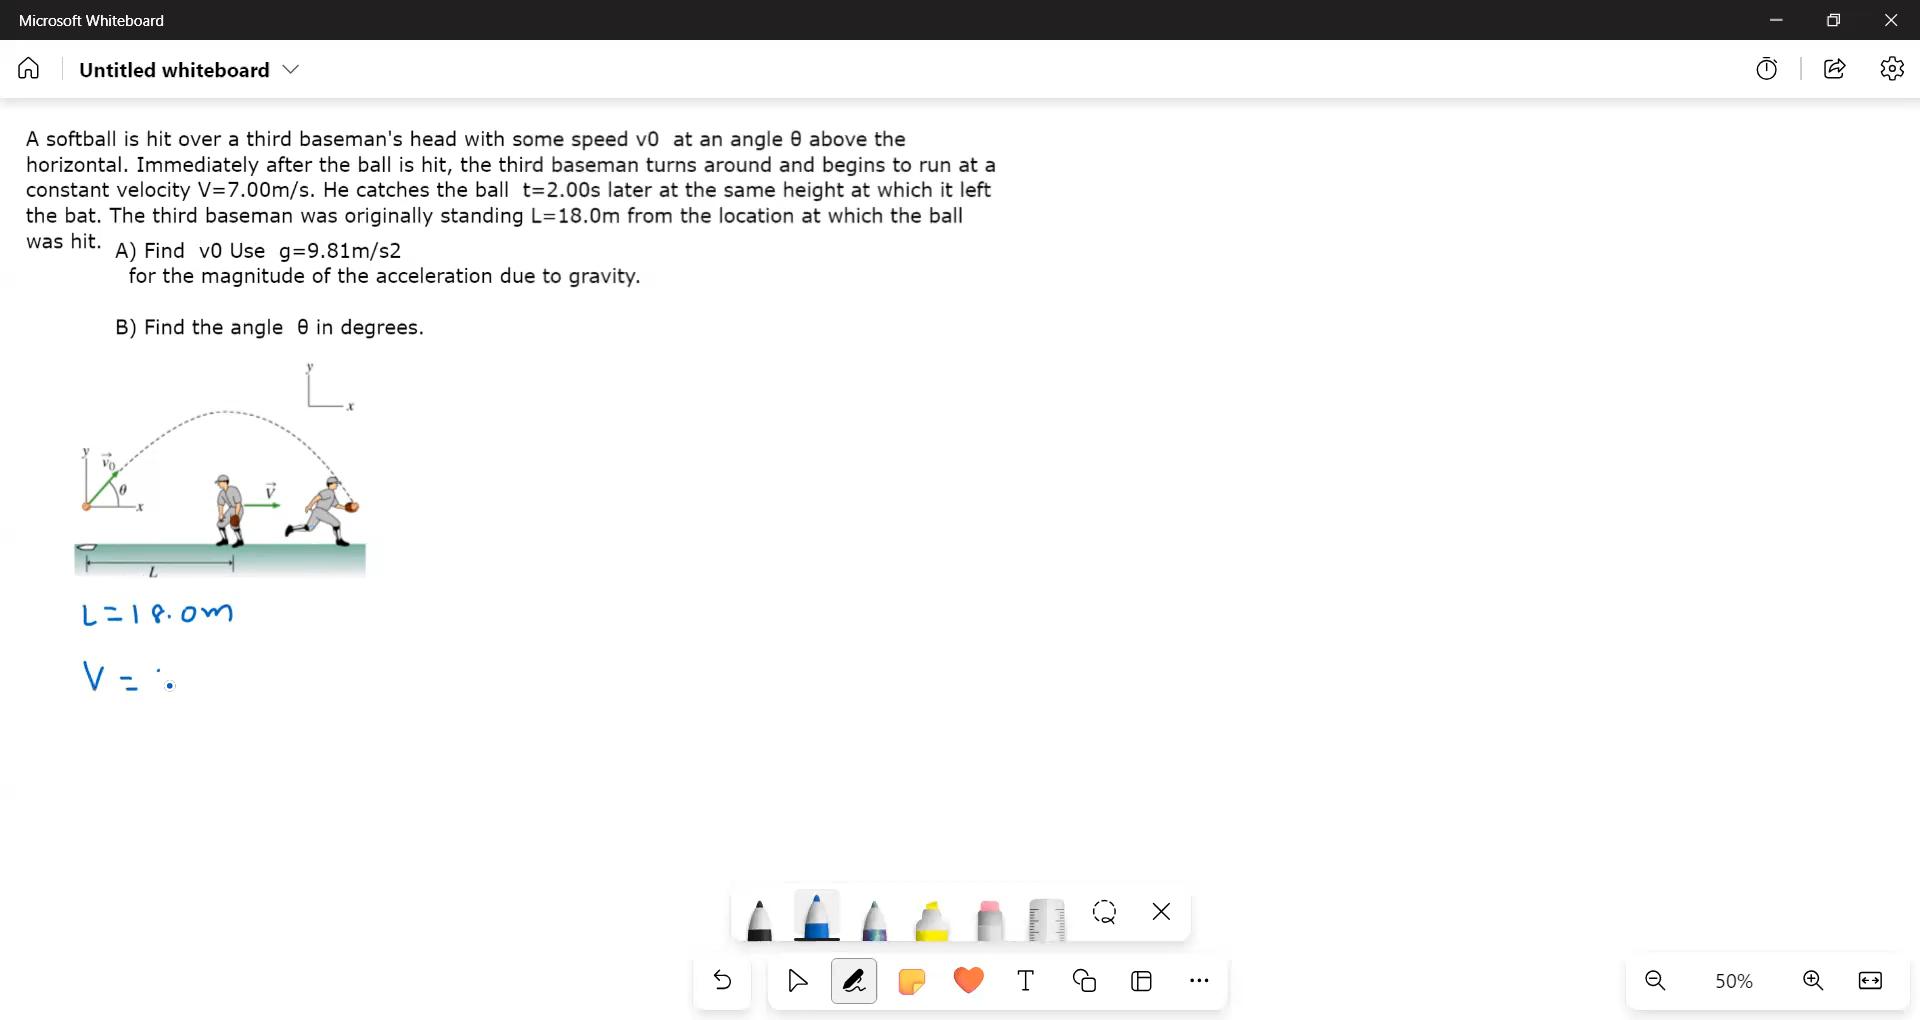 Microsoft Whiteboard
Untitled whiteboard
A softball is hit over a third baseman's head with some speed v0 at an angle θ above the
horizontal. Immediately after the ball is hit, the third baseman turns around and begins to run at a
constant velocity V=7.00m/s. He catches the ball t=2.00s later at the same height at which it left
the bat. The third baseman was originally standing L=18.0m from the location at which the ball
was hit.
A) Find v0 Use g=9.81m/s2
for the magnitude of the acceleration due to gravity.
B) Find the angle θ in degrees.
y
x
y
v0
θ
x
V
L
L=18.0m
V=
T
50%